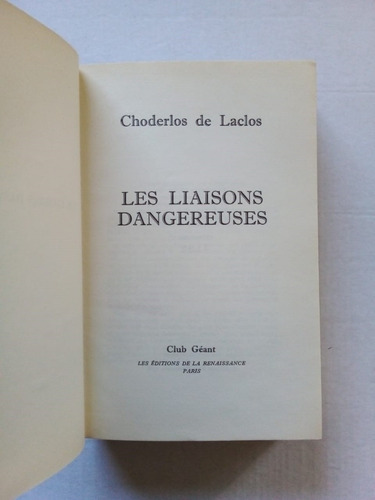 Choderlos de Laclos
LES LIAISONS
DANGEREUSES
Club Géant
LES ÉDITIONS DE LA RENAISSANCE
PARIS